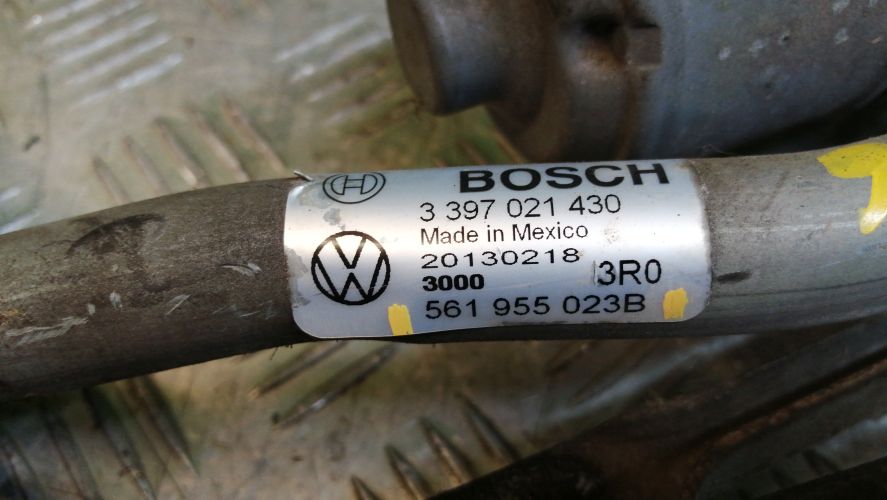 BOSCH
3 397 021 430
Made in Mexico
20130218
3000 3R0
561 955 023B